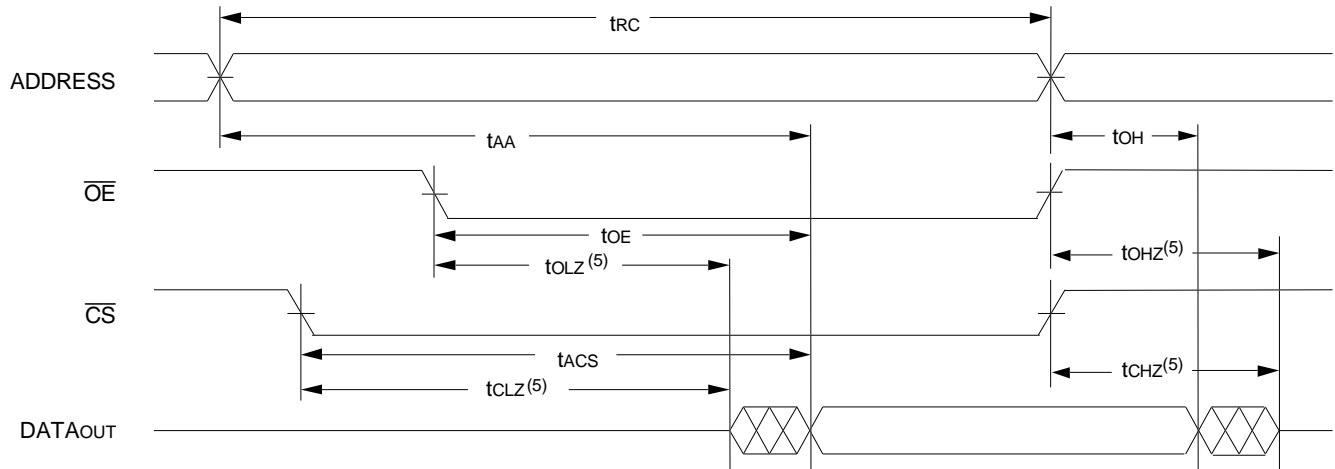 tRC
ADDRESS
tAA
tOH
OE
tOE
tOLZ(5)
tOHZ(5)
CS
tACS
tCLZ(5)
tCHZ(5)
DATAOUT